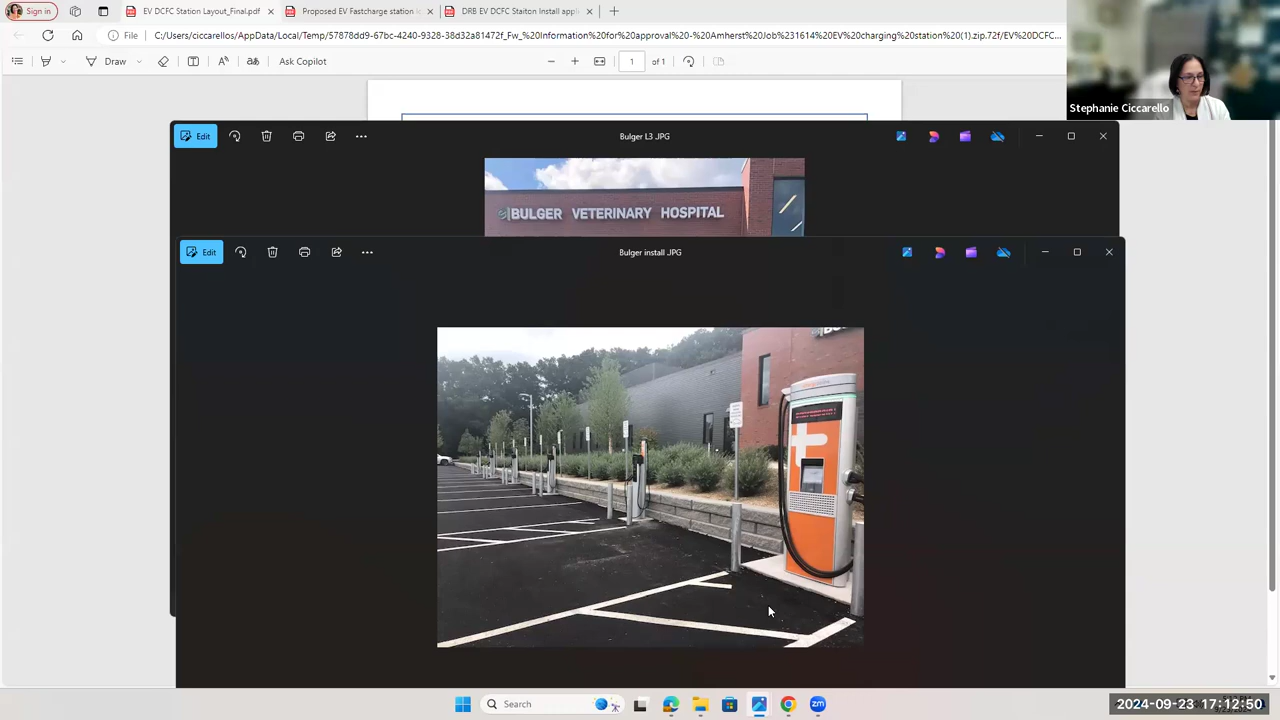 Sign in
EV DCFC Station Layout_Final.pdf
Proposed EV Fastcharge station lo
DRB EV DCFC Staiton Install appli
File
C:/Users/ciccarellos/AppData/Local/Temp/57878dd9-67bc-4240-9328-38d32a81472f_Fw_%20Information%20for%20approval%20-%20Amherst%20Job%231614%20EV%20charging%20station%20(1).zip.72f/EV%20DCFC...
Draw
Ask Copilot
1 of 1
Stephanie Ciccarello
Edit
Bulger L3 JPG
BULGER VETERINARY HOSPITAL
Edit
Bulger install JPG
Search
2024-09-23 17:12:50